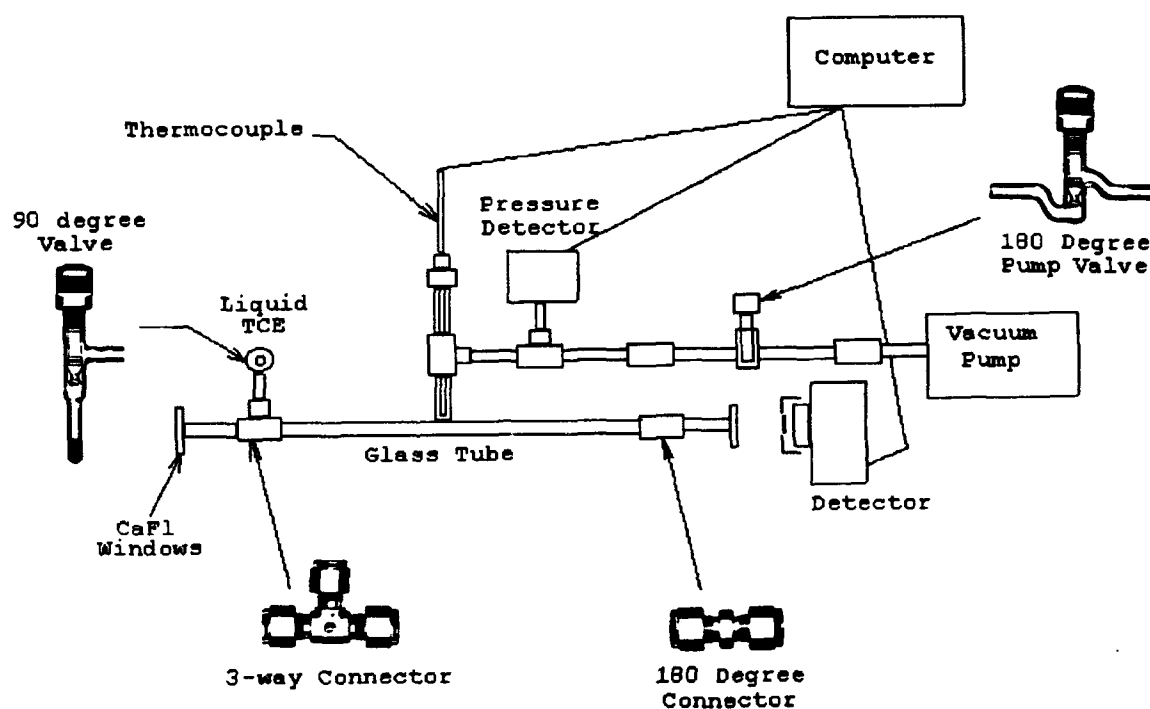 Computer
Thermocouple
Pressure
Detector
90 degree
Valve
180 Degree
Pump Valve
Liquid
TCE
Vacuum
Pump
Glass Tube
Detector
CaFl
Windows
3-way Connector
180 Degree
Connector